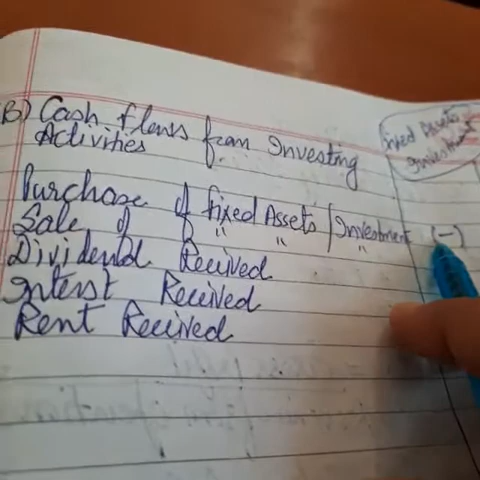 B) Cash flows from Investing
Activities
fixed Assets
Investment
Purchase of fixed Assets / Investment (-)
Sale of " " "
Dividend Received
Interst Received
Rent Received